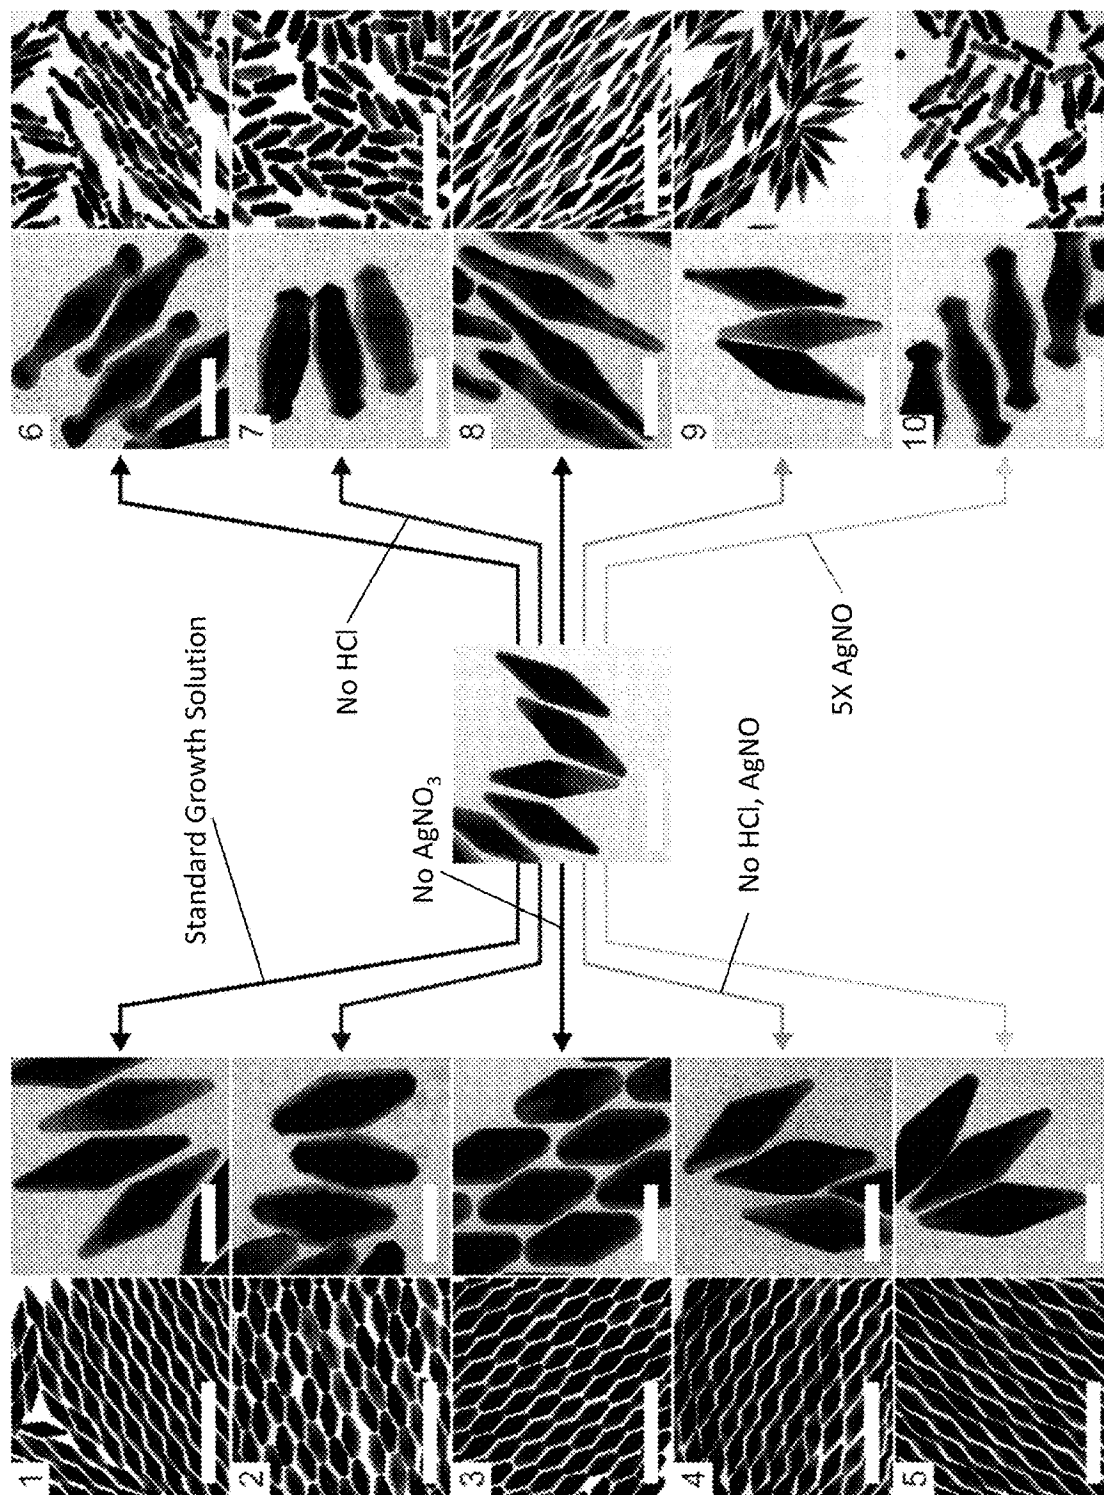 6
7
8
9
10
Standard Growth Solution
No HCl
No AgNO₃
No HCl, AgNO
5X AgNO
1
2
3
4
5